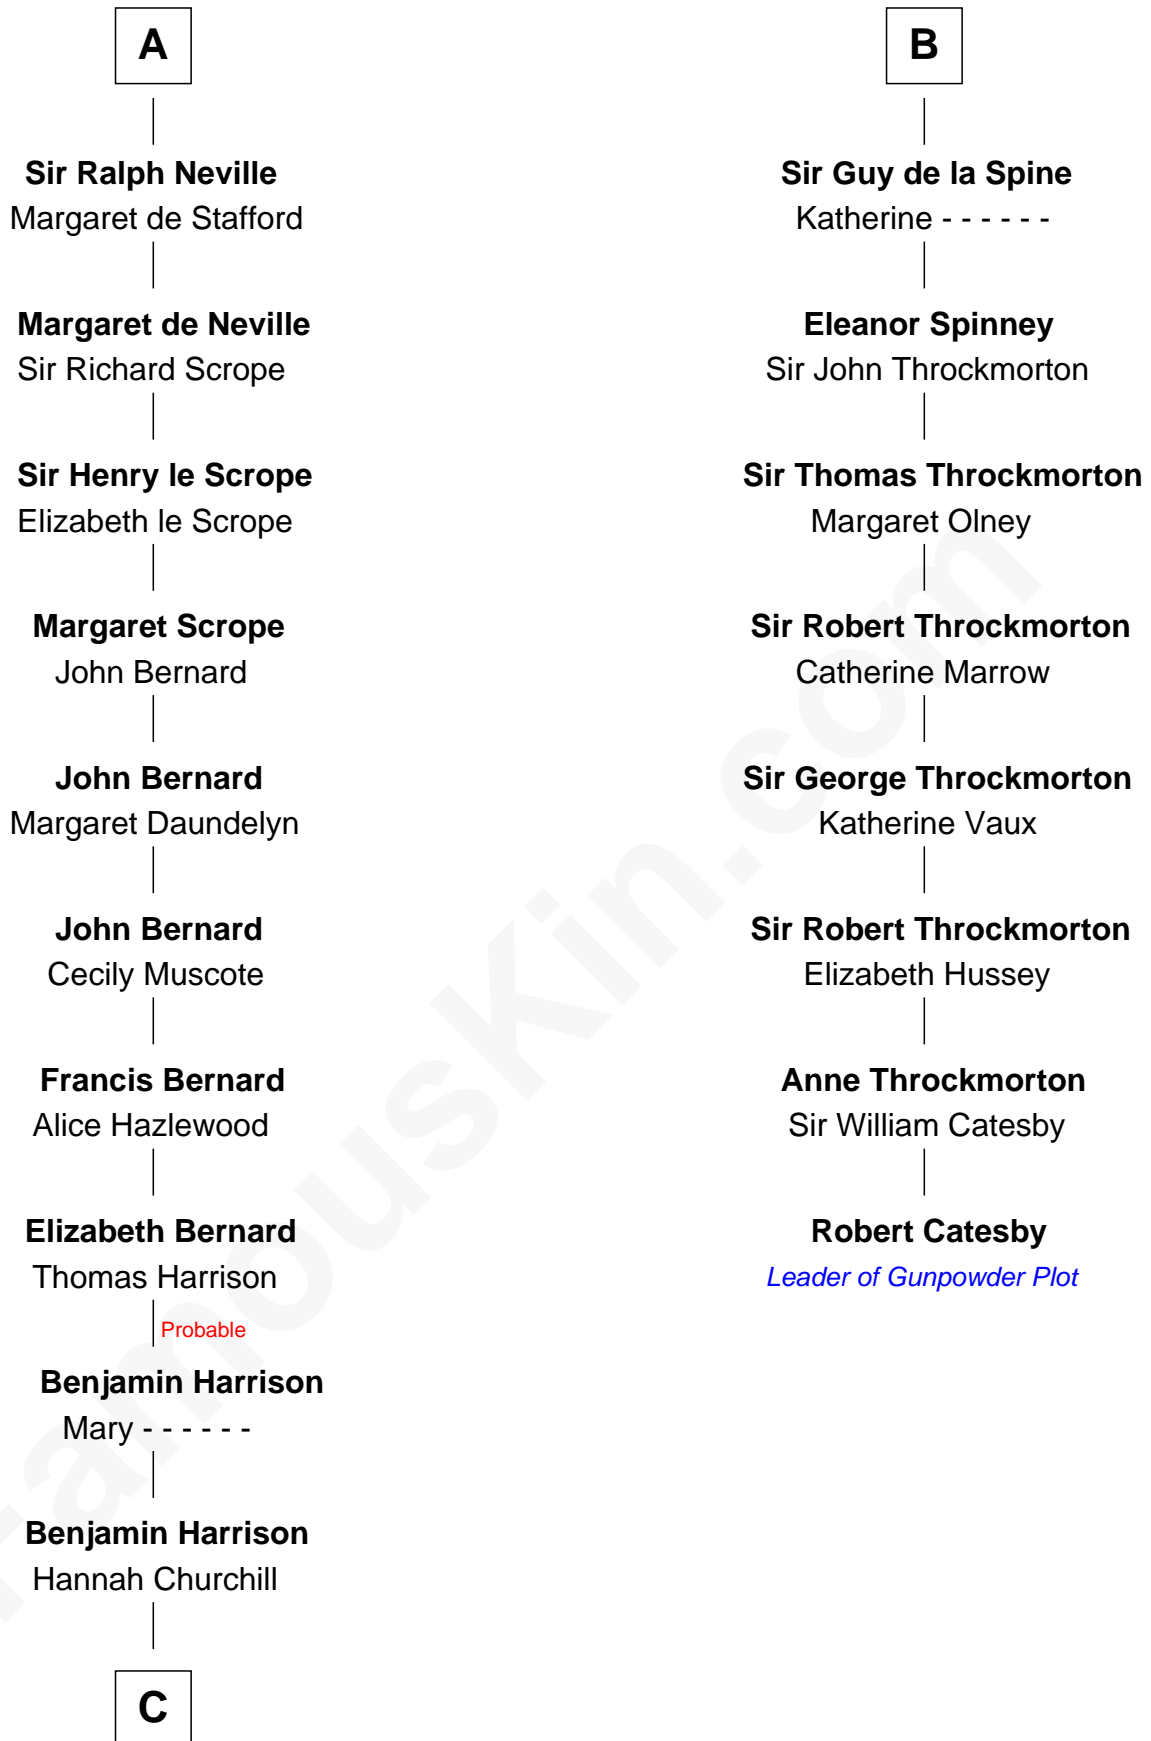 A
Sir Ralph Neville
Margaret de Stafford
Margaret de Neville
Sir Richard Scrope
Sir Henry le Scrope
Elizabeth le Scrope
Margaret Scrope
John Bernard
John Bernard
Margaret Daundelyn
John Bernard
Cecily Muscote
Francis Bernard
Alice Hazlewood
Elizabeth Bernard
Thomas Harrison
Probable
Benjamin Harrison
Mary - - - - - -
Benjamin Harrison
Hannah Churchill
C
B
Sir Guy de la Spine
Katherine - - - - - -
Eleanor Spinney
Sir John Throckmorton
Sir Thomas Throckmorton
Margaret Olney
Sir Robert Throckmorton
Catherine Marrow
Sir George Throckmorton
Katherine Vaux
Sir Robert Throckmorton
Elizabeth Hussey
Anne Throckmorton
Sir William Catesby
Robert Catesby
Leader of Gunpowder Plot
FamousKin.com